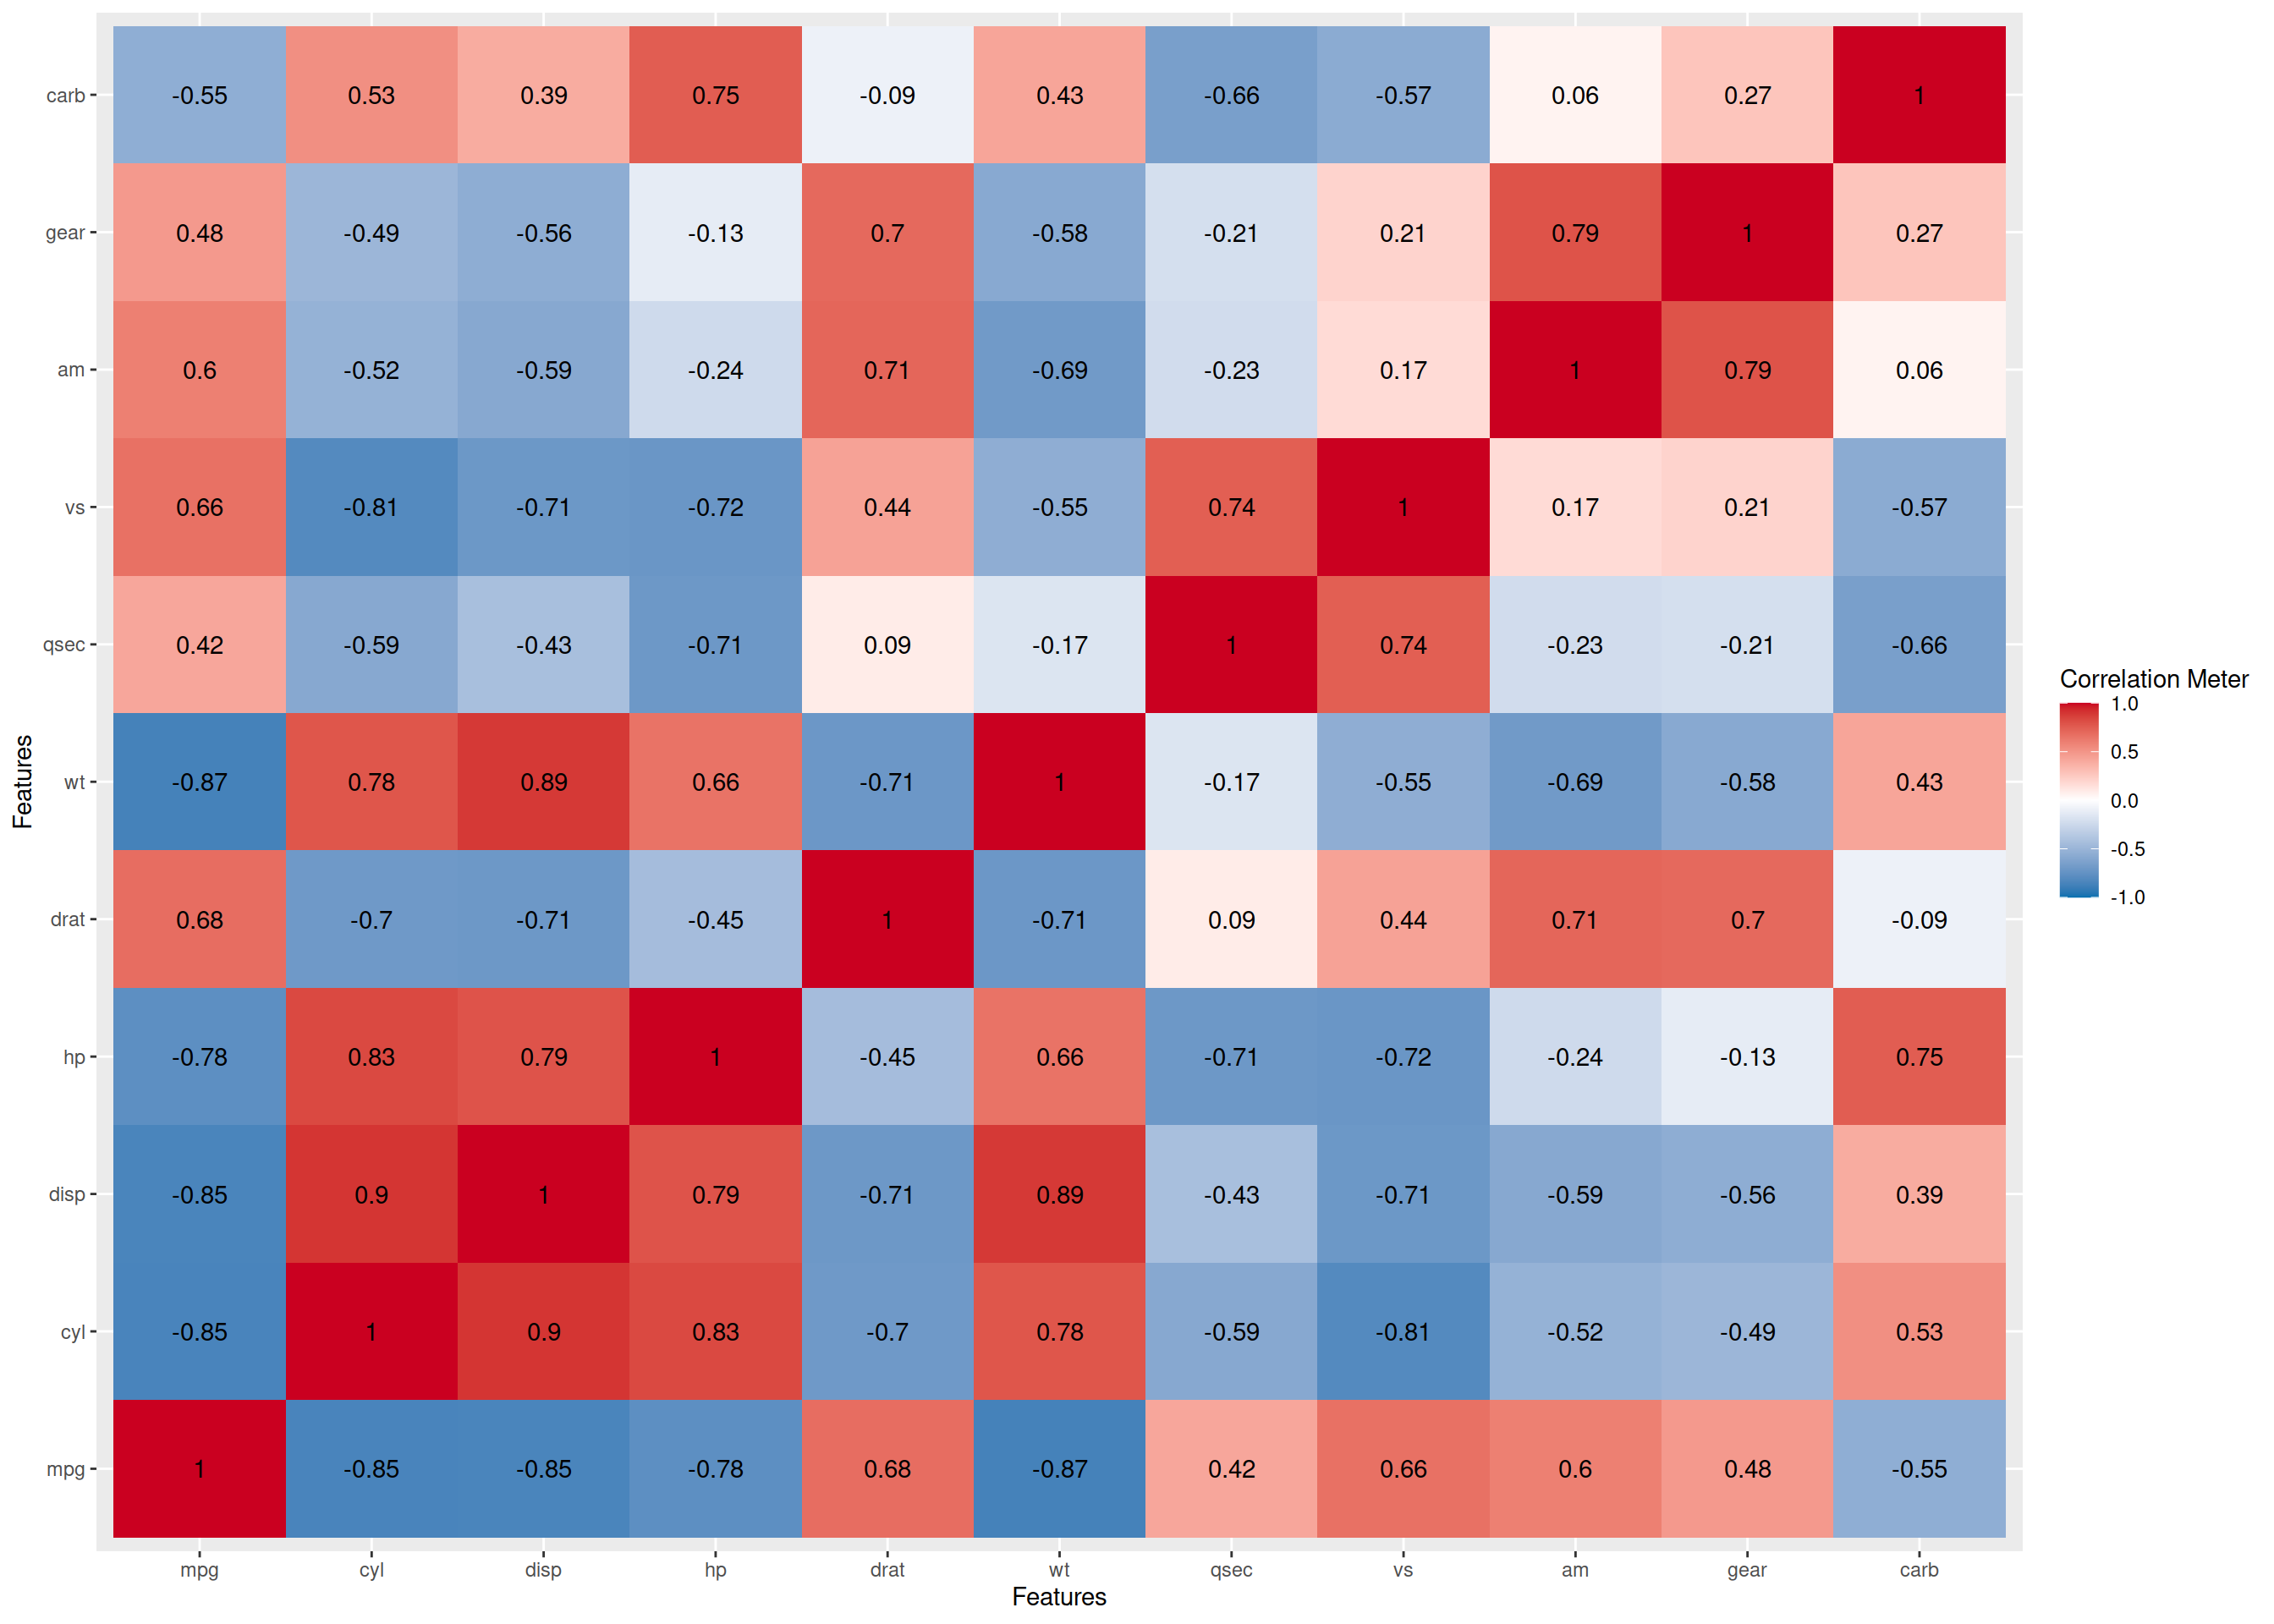 carb -0.55 0.53 0.39 0.75 -0.09 0.43 -0.66 -0.57 0.06 0.27 1
gear 0.48 -0.49 -0.56 -0.13 0.7 -0.58 -0.21 0.21 0.79 1 0.27
am 0.6 -0.52 -0.59 -0.24 0.71 -0.69 -0.23 0.17 1 0.79 0.06
vs 0.66 -0.81 -0.71 -0.72 0.44 -0.55 0.74 1 0.17 0.21 -0.57
qsec 0.42 -0.59 -0.43 -0.71 0.09 -0.17 1 0.74 -0.23 -0.21 -0.66
wt -0.87 0.78 0.89 0.66 -0.71 1 -0.17 -0.55 -0.69 -0.58 0.43
drat 0.68 -0.7 -0.71 -0.45 1 -0.71 0.09 0.44 0.71 0.7 -0.09
hp -0.78 0.83 0.79 1 -0.45 0.66 -0.71 -0.72 -0.24 -0.13 0.75
disp -0.85 0.9 1 0.79 -0.71 0.89 -0.43 -0.71 -0.59 -0.56 0.39
cyl -0.85 1 0.9 0.83 -0.7 0.78 -0.59 -0.81 -0.52 -0.49 0.53
mpg 1 -0.85 -0.85 -0.78 0.68 -0.87 0.42 0.66 0.6 0.48 -0.55
mpg cyl disp hp drat wt qsec vs am gear carb
Features
Features
Correlation Meter
1.0
0.5
0.0
-0.5
-1.0